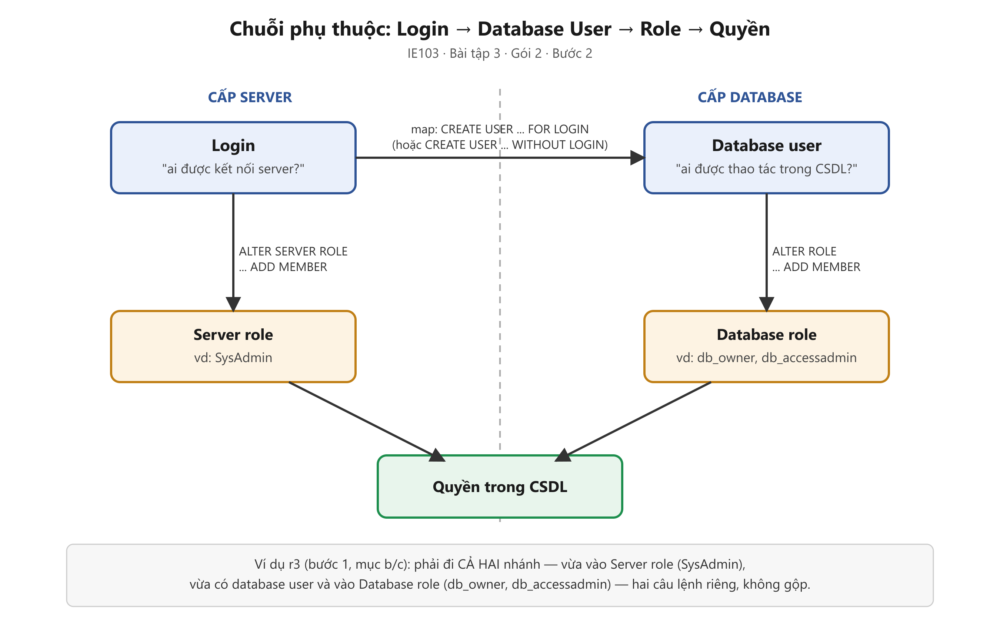 Chuỗi phụ thuộc: Login → Database User → Role → Quyền
IE103 · Bài tập 3 · Gói 2 · Bước 2
CẤP SERVER
CẤP DATABASE
map: CREATE USER ... FOR LOGIN
(hoặc CREATE USER ... WITHOUT LOGIN)
Login
"ai được kết nối server?"
Database user
"ai được thao tác trong CSDL?"
ALTER SERVER ROLE
... ADD MEMBER
ALTER ROLE
... ADD MEMBER
Server role
vd: SysAdmin
Database role
vd: db_owner, db_accessadmin
Quyền trong CSDL
Ví dụ r3 (bước 1, mục b/c): phải đi CẢ HAI nhánh — vừa vào Server role (SysAdmin),
vừa có database user và vào Database role (db_owner, db_accessadmin) — hai câu lệnh riêng, không gộp.